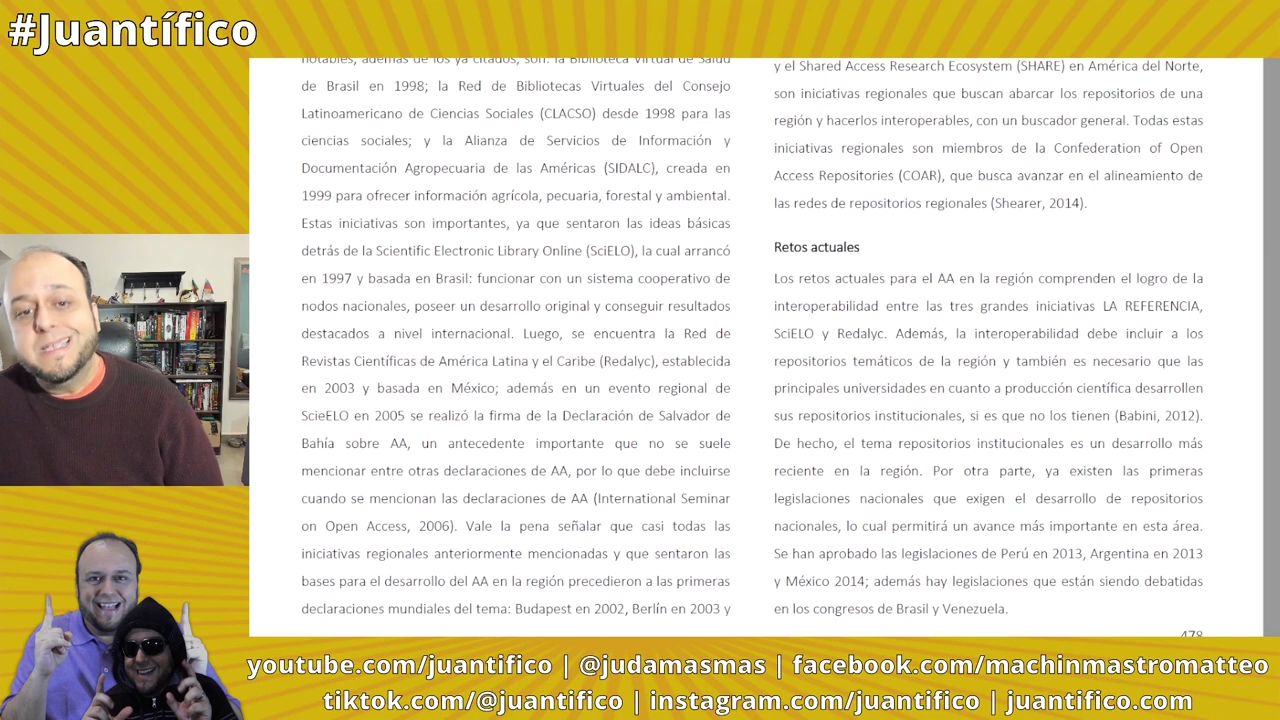 #Juantífico
notables, además de los ya citados, son: la Biblioteca Virtual de Salud
de Brasil en 1998; la Red de Bibliotecas Virtuales del Consejo
Latinoamericano de Ciencias Sociales (CLACSO) desde 1998 para las
ciencias sociales; y la Alianza de Servicios de Información y
Documentación Agropecuaria de las Américas (SIDALC), creada en
1999 para ofrecer información agrícola, pecuaria, forestal y ambiental.
Estas iniciativas son importantes, ya que sentaron las ideas básicas
detrás de la Scientific Electronic Library Online (SciELO), la cual arrancó
en 1997 y basada en Brasil: funcionar con un sistema cooperativo de
nodos nacionales, poseer un desarrollo original y conseguir resultados
destacados a nivel internacional. Luego, se encuentra la Red de
Revistas Científicas de América Latina y el Caribe (Redalyc), establecida
en 2003 y basada en México; además en un evento regional de
ScieELO en 2005 se realizó la firma de la Declaración de Salvador de
Bahía sobre AA, un antecedente importante que no se suele
mencionar entre otras declaraciones de AA, por lo que debe incluirse
cuando se mencionan las declaraciones de AA (International Seminar
on Open Access, 2006). Vale la pena señalar que casi todas las
iniciativas regionales anteriormente mencionadas y que sentaron las
bases para el desarrollo del AA en la región precedieron a las primeras
declaraciones mundiales del tema: Budapest en 2002, Berlín en 2003 y
y el Shared Access Research Ecosystem (SHARE) en América del Norte,
son iniciativas regionales que buscan abarcar los repositorios de una
región y hacerlos interoperables, con un buscador general. Todas estas
iniciativas regionales son miembros de la Confederation of Open
Access Repositories (COAR), que busca avanzar en el alineamiento de
las redes de repositorios regionales (Shearer, 2014).
Retos actuales
Los retos actuales para el AA en la región comprenden el logro de la
interoperabilidad entre las tres grandes iniciativas LA REFERENCIA,
SciELO y Redalyc. Además, la interoperabilidad debe incluir a los
repositorios temáticos de la región y también es necesario que las
principales universidades en cuanto a producción científica desarrollen
sus repositorios institucionales, si es que no los tienen (Babini, 2012).
De hecho, el tema repositorios institucionales es un desarrollo más
reciente en la región. Por otra parte, ya existen las primeras
legislaciones nacionales que exigen el desarrollo de repositorios
nacionales, lo cual permitirá un avance más importante en esta área.
Se han aprobado las legislaciones de Perú en 2013, Argentina en 2013
y México 2014; además hay legislaciones que están siendo debatidas
en los congresos de Brasil y Venezuela.
478
youtube.com/juantifico | @judamasmas | facebook.com/machinmastromatteo
tiktok.com/@juantifico | instagram.com/juantifico | juantifico.com